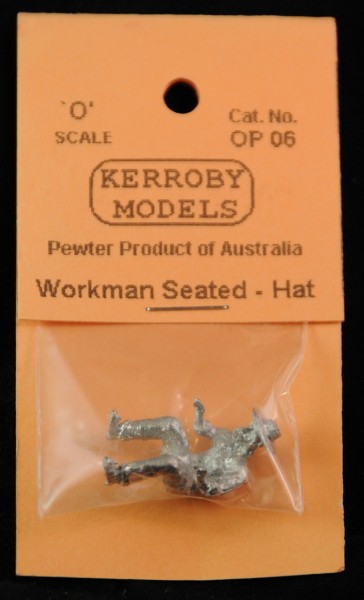 'O'
SCALE
Cat. No.
OP 06
KERROBY
MODELS
Pewter Product of Australia
Workman Seated - Hat